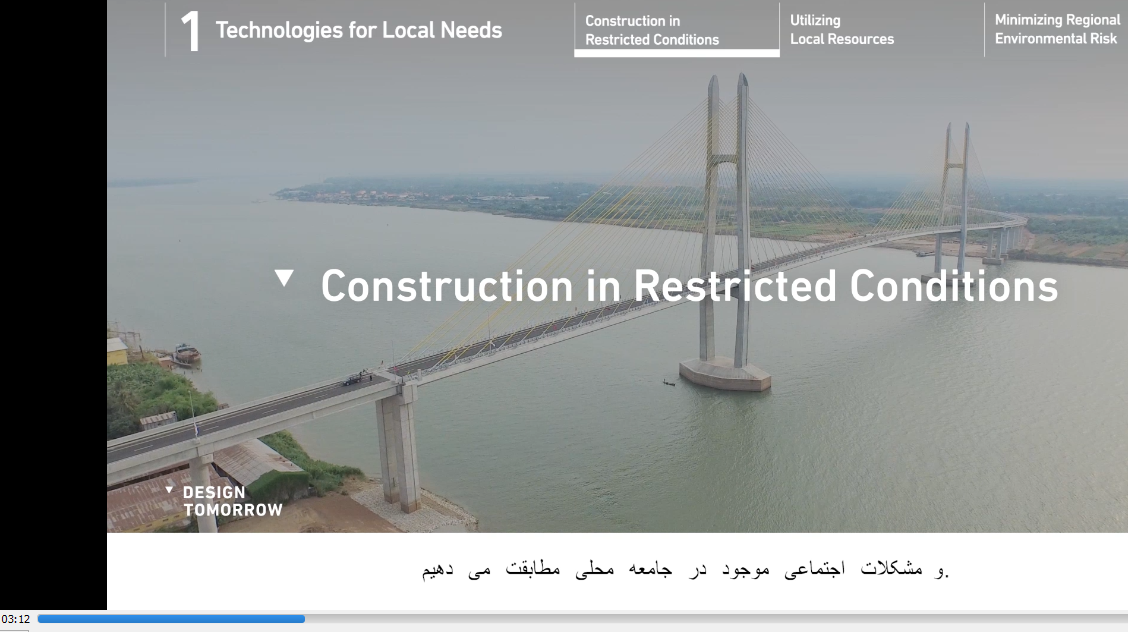 1 Technologies for Local Needs
Construction in
Restricted Conditions
Utilizing
Local Resources
Minimizing Regional
Environmental Risk
Construction in Restricted Conditions
DESIGN
TOMORROW
و مشکلات اجتماعی موجود در جامعه محلی مطابقت می دهیم.
03:12